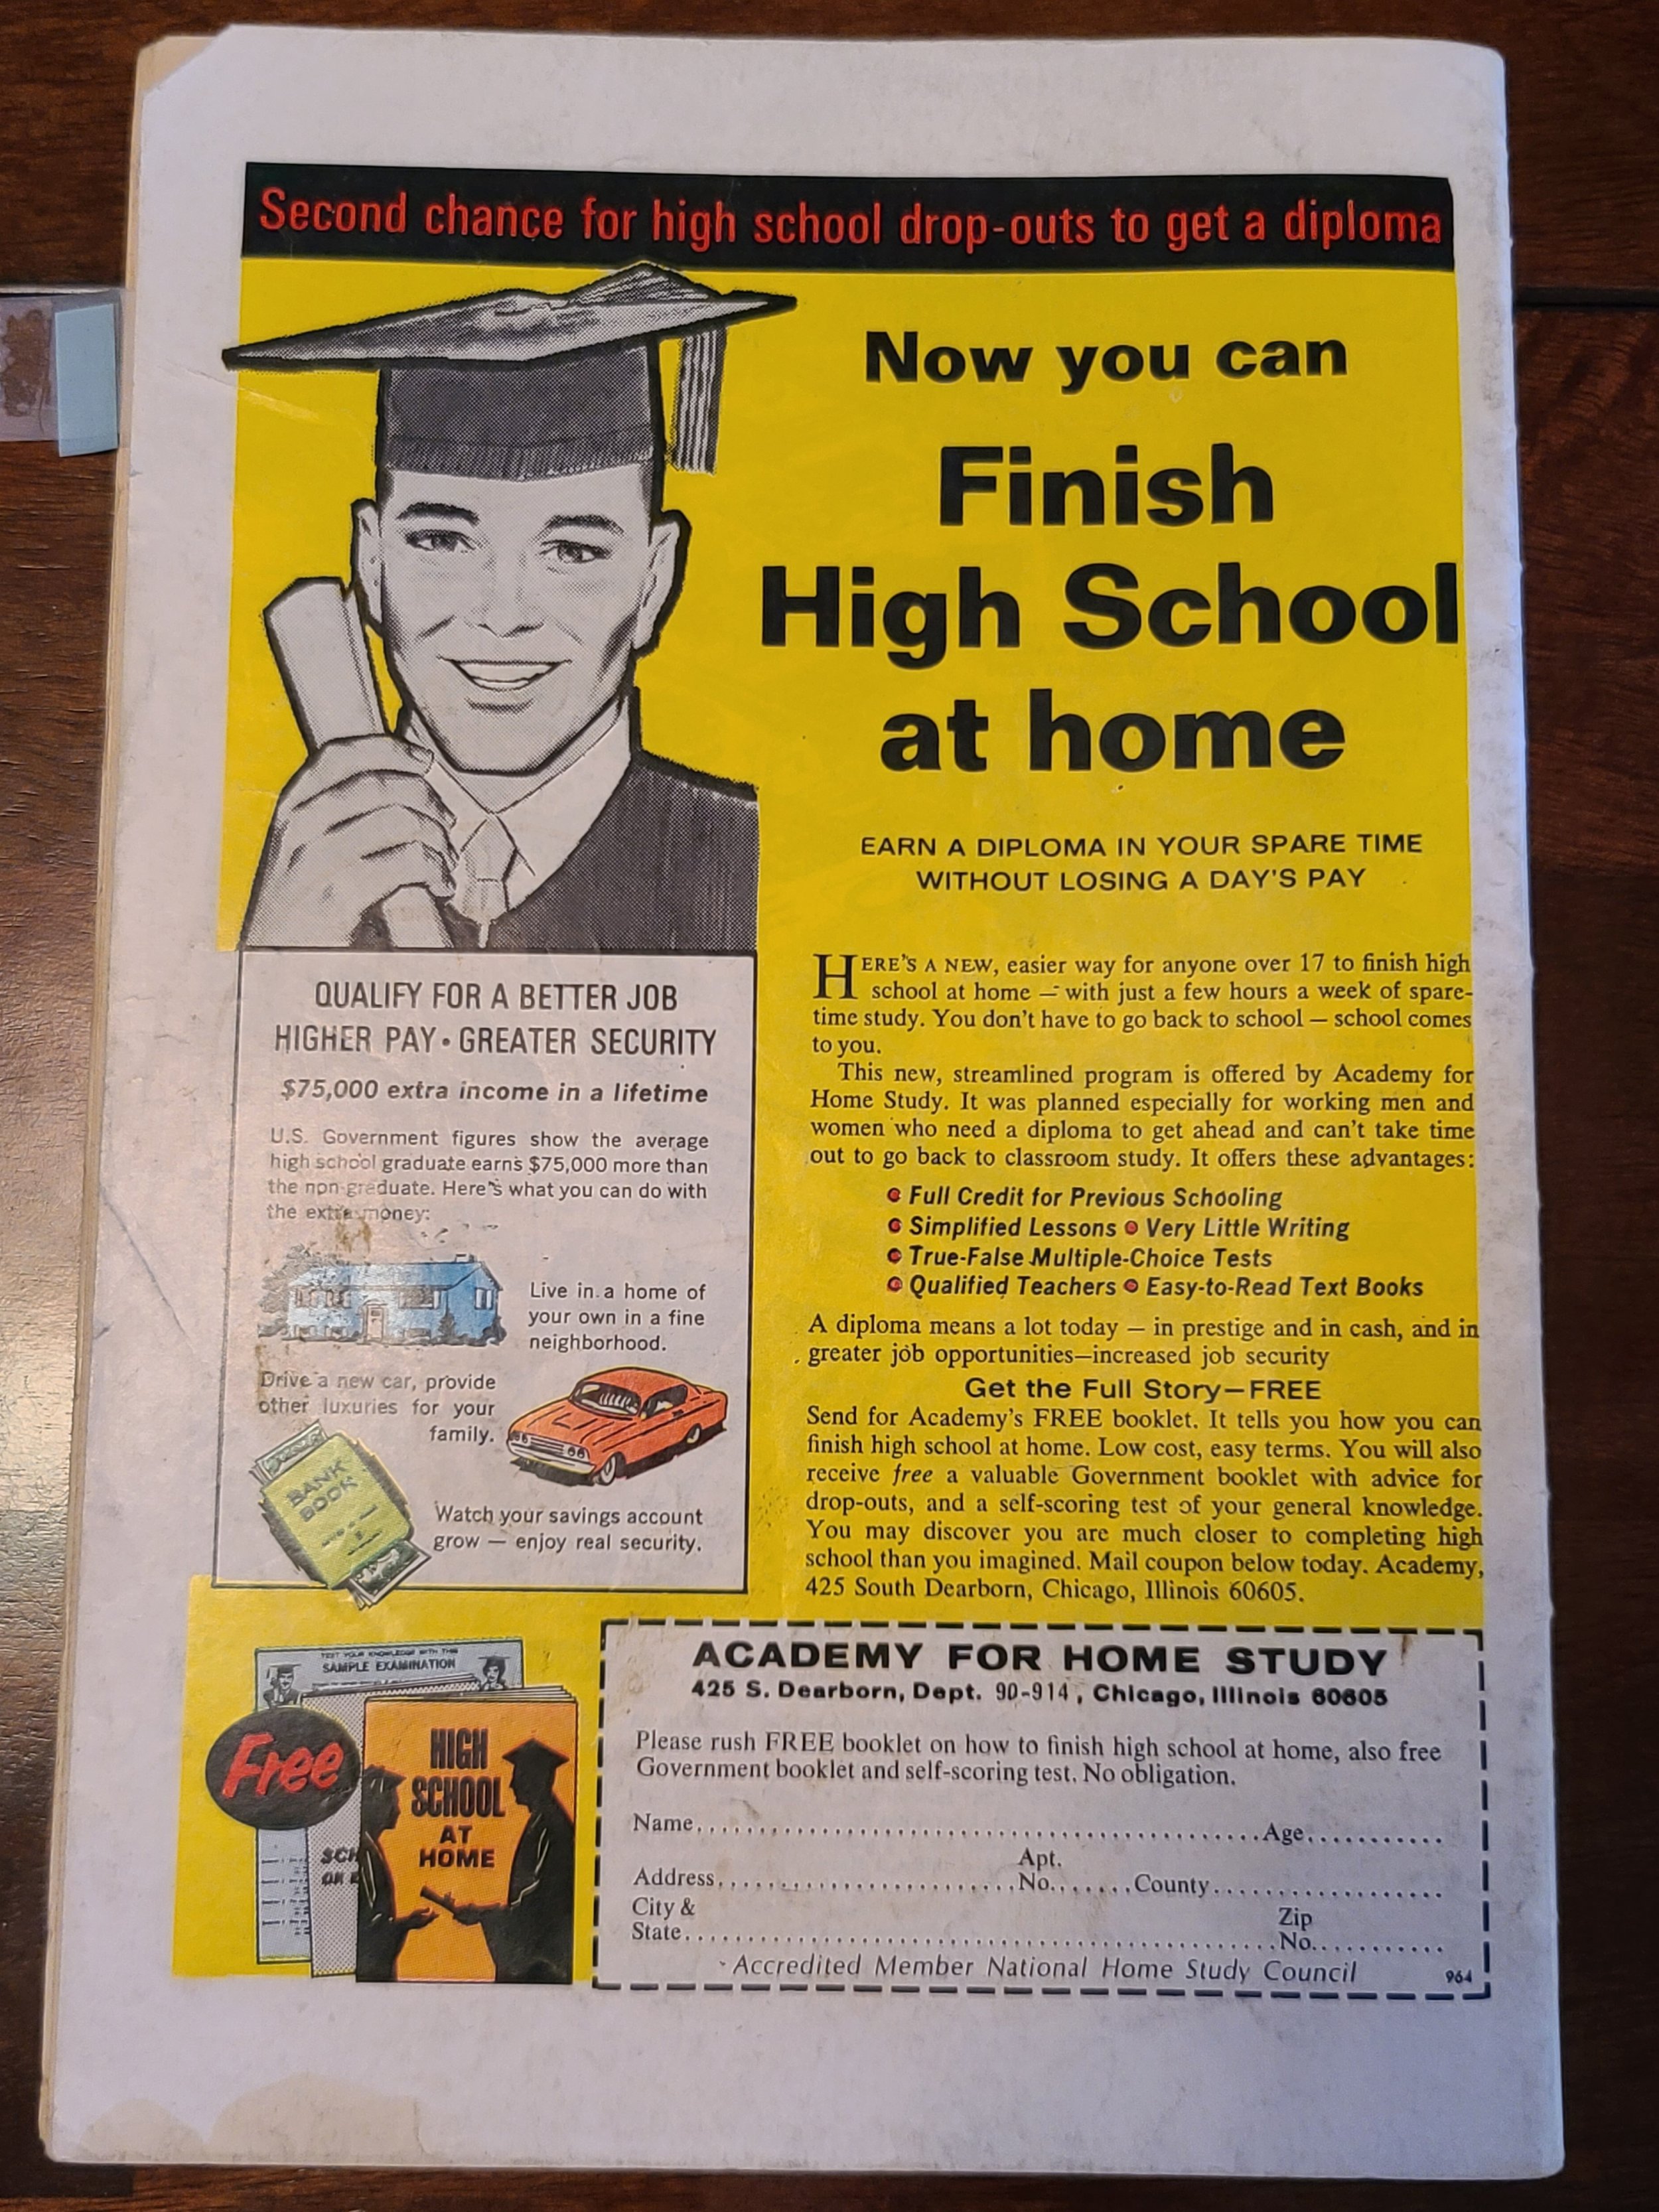 Second chance for high school drop-outs to get a diploma
Now you can
Finish
High School
at home
EARN A DIPLOMA IN YOUR SPARE TIME
WITHOUT LOSING A DAY'S PAY
QUALIFY FOR A BETTER JOB
HIGHER PAY • GREATER SECURITY
$75,000 extra income in a lifetime
U.S. Government figures show the average
high school graduate earns $75,000 more than
the non-graduate. Here's what you can do with
the extra money:
Live in a home of
your own in a fine
neighborhood.
Drive a new car, provide
other luxuries for your
family.
BANK
BOOK
Watch your savings account
grow — enjoy real security.
HERE'S A NEW, easier way for anyone over 17 to finish high
school at home — with just a few hours a week of spare-
time study. You don't have to go back to school — school comes
to you.
This new, streamlined program is offered by Academy for
Home Study. It was planned especially for working men and
women who need a diploma to get ahead and can't take time
out to go back to classroom study. It offers these advantages:
• Full Credit for Previous Schooling
• Simplified Lessons • Very Little Writing
• True-False Multiple-Choice Tests
• Qualified Teachers • Easy-to-Read Text Books
A diploma means a lot today — in prestige and in cash, and in
greater job opportunities—increased job security
Get the Full Story—FREE
Send for Academy's FREE booklet. It tells you how you can
finish high school at home. Low cost, easy terms. You will also
receive free a valuable Government booklet with advice for
drop-outs, and a self-scoring test of your general knowledge.
You may discover you are much closer to completing high
school than you imagined. Mail coupon below today. Academy,
425 South Dearborn, Chicago, Illinois 60605.
TEST YOUR KNOWLEDGE WITH THIS
SAMPLE EXAMINATION
Free
SCH
OR
HIGH
SCHOOL
AT
HOME
ACADEMY FOR HOME STUDY
425 S. Dearborn, Dept. 90-914, Chicago, Illinois 60605
Please rush FREE booklet on how to finish high school at home, also free
Government booklet and self-scoring test. No obligation.
Name.......................................................Age............
Apt.
Address.............................No.......County.......................
City &
Zip
State.........................................................No............
Accredited Member National Home Study Council
964